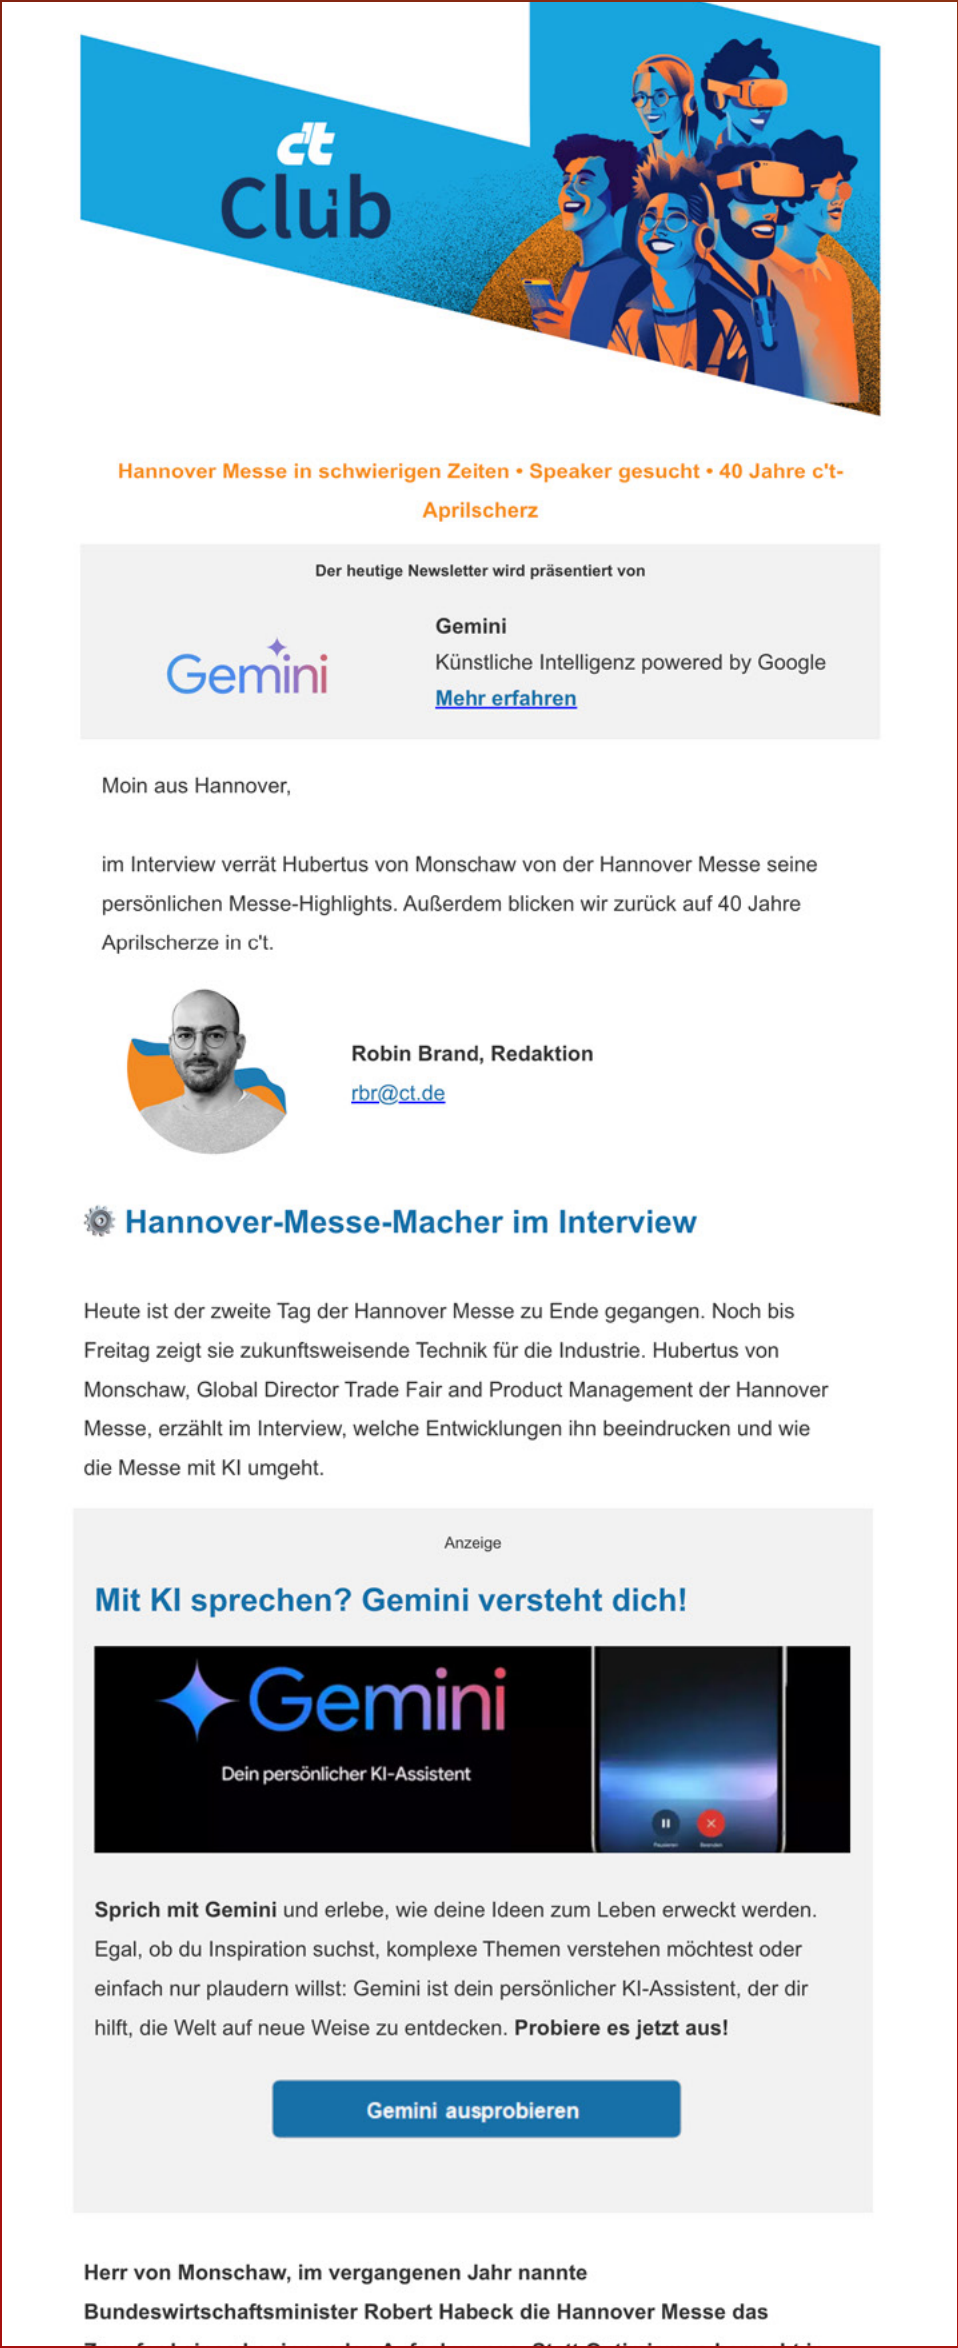 c't
Club
Hannover Messe in schwierigen Zeiten • Speaker gesucht • 40 Jahre c't-
Aprilscherz
Der heutige Newsletter wird präsentiert von
Gemini
Gemini
Künstliche Intelligenz powered by Google
Mehr erfahren
Moin aus Hannover,
im Interview verrät Hubertus von Monschaw von der Hannover Messe seine
persönlichen Messe-Highlights. Außerdem blicken wir zurück auf 40 Jahre
Aprilscherze in c't.
Robin Brand, Redaktion
rbr@ct.de
Hannover-Messe-Macher im Interview
Heute ist der zweite Tag der Hannover Messe zu Ende gegangen. Noch bis
Freitag zeigt sie zukunftsweisende Technik für die Industrie. Hubertus von
Monschaw, Global Director Trade Fair and Product Management der Hannover
Messe, erzählt im Interview, welche Entwicklungen ihn beeindrucken und wie
die Messe mit KI umgeht.
Anzeige
Mit KI sprechen? Gemini versteht dich!
Gemini
Dein persönlicher KI-Assistent
Pausieren Beenden
Sprich mit Gemini und erlebe, wie deine Ideen zum Leben erweckt werden.
Egal, ob du Inspiration suchst, komplexe Themen verstehen möchtest oder
einfach nur plaudern willst: Gemini ist dein persönlicher KI-Assistent, der dir
hilft, die Welt auf neue Weise zu entdecken. Probiere es jetzt aus!
Gemini ausprobieren
Herr von Monschaw, im vergangenen Jahr nannte
Bundeswirtschaftsminister Robert Habeck die Hannover Messe das